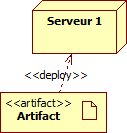 Serveur 1
<<deploy>>
<<artifact>>
Artifact